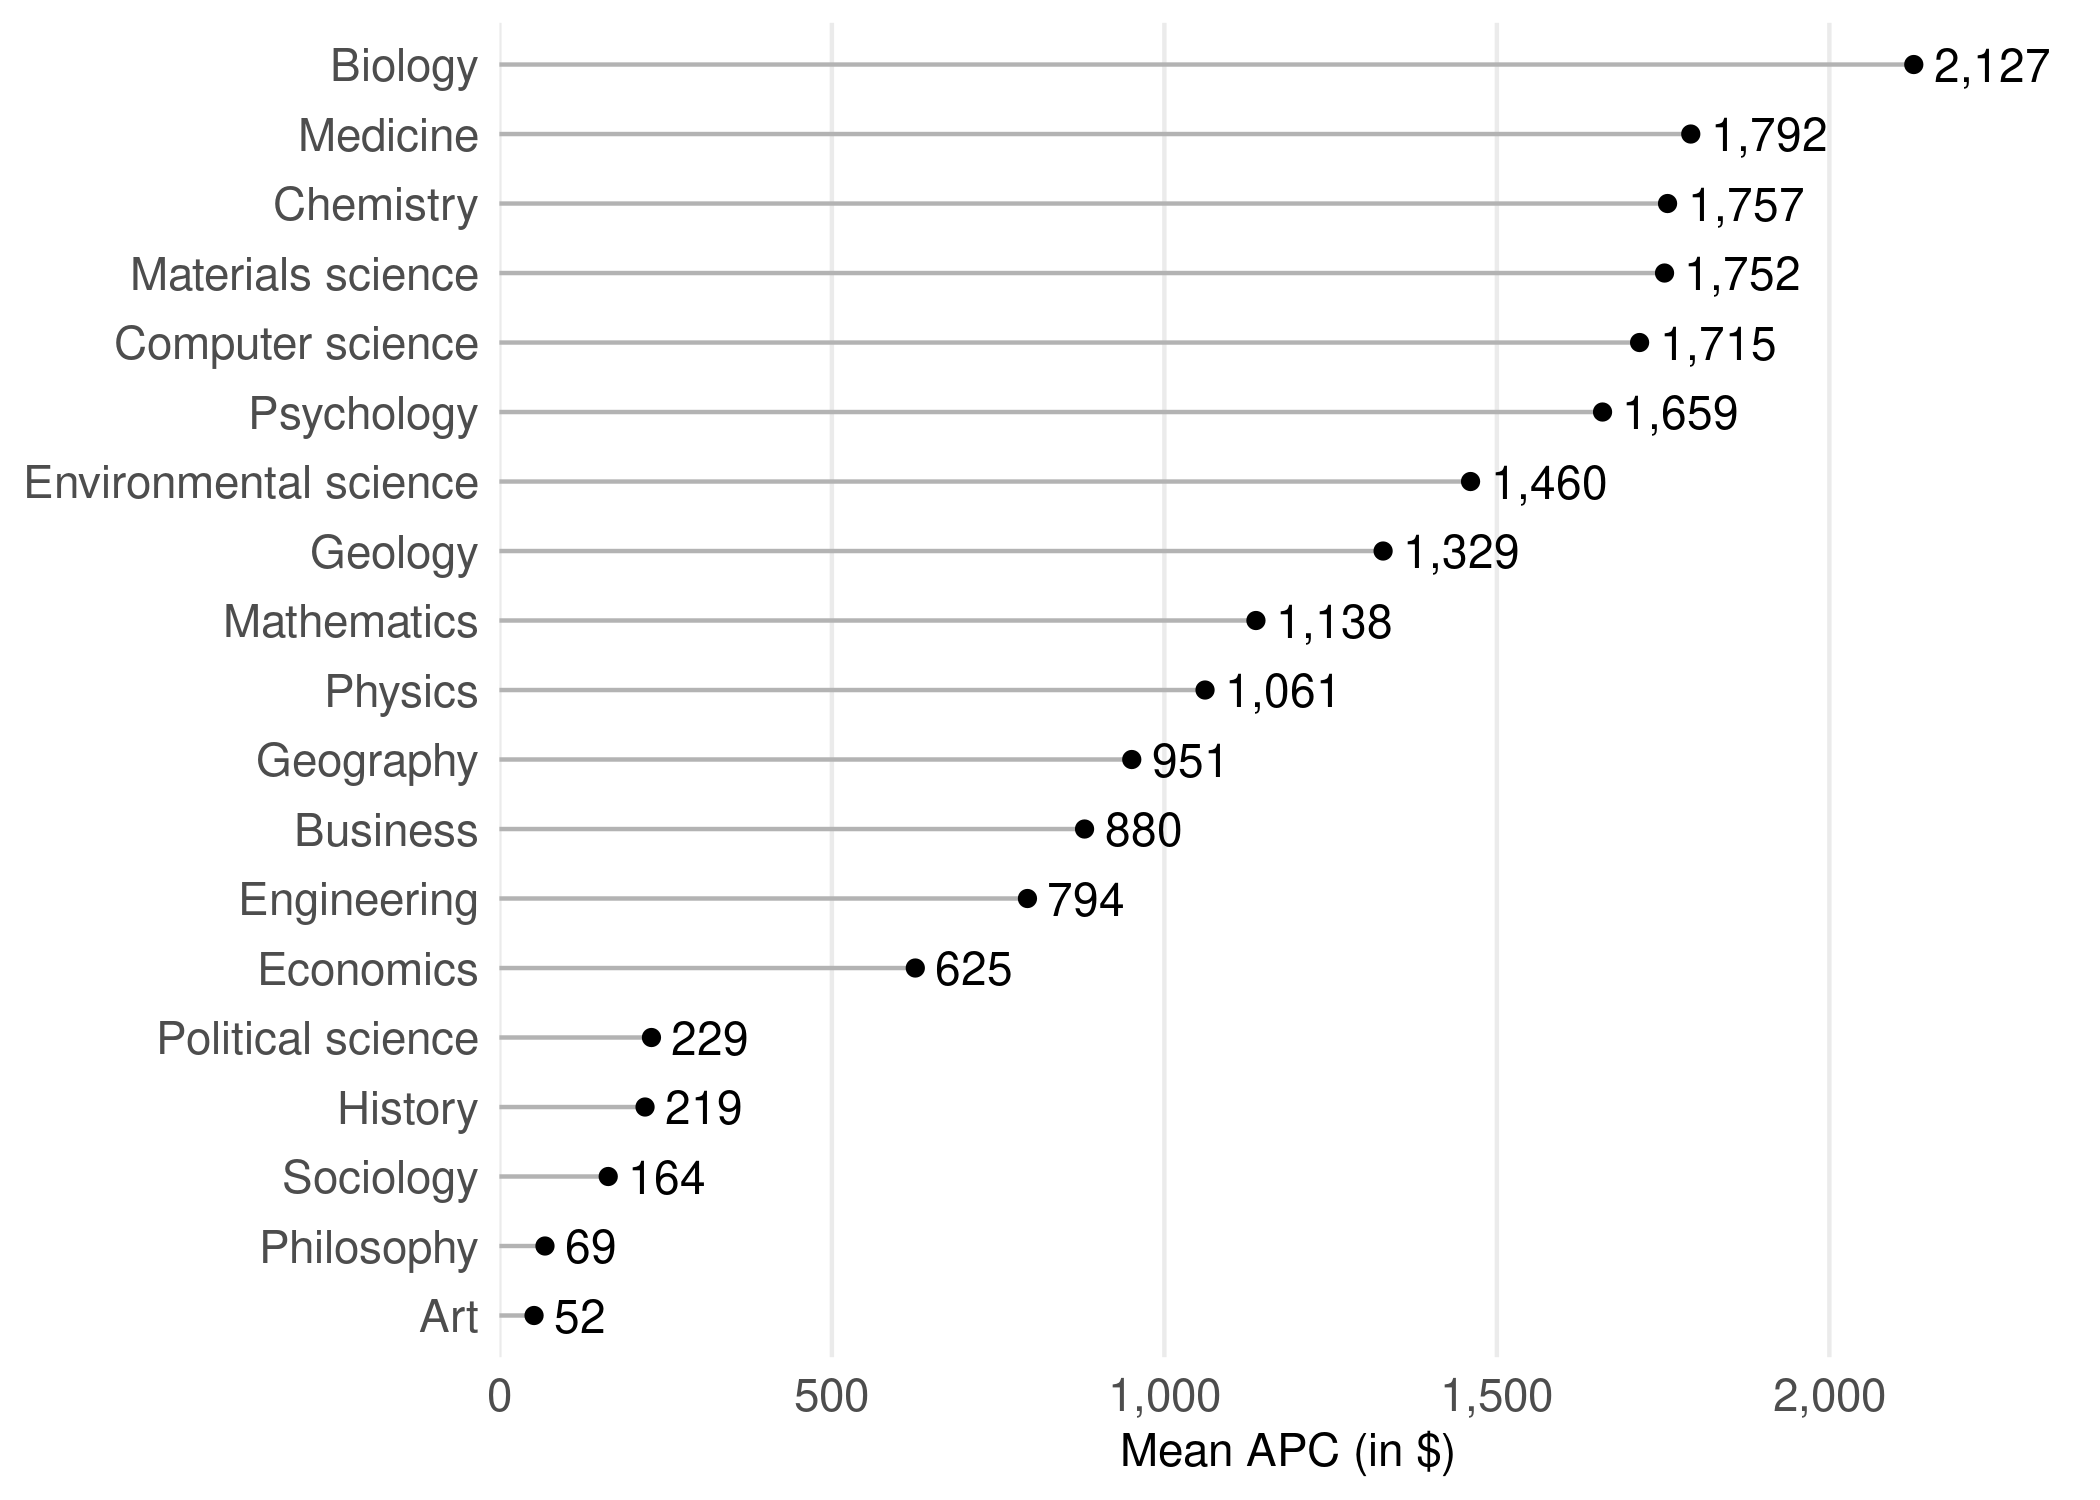 Biology 2,127
Medicine 1,792
Chemistry 1,757
Materials science 1,752
Computer science 1,715
Psychology 1,659
Environmental science 1,460
Geology 1,329
Mathematics 1,138
Physics 1,061
Geography 951
Business 880
Engineering 794
Economics 625
Political science 229
History 219
Sociology 164
Philosophy 69
Art 52
0 500 1,000 1,500 2,000
Mean APC (in $)